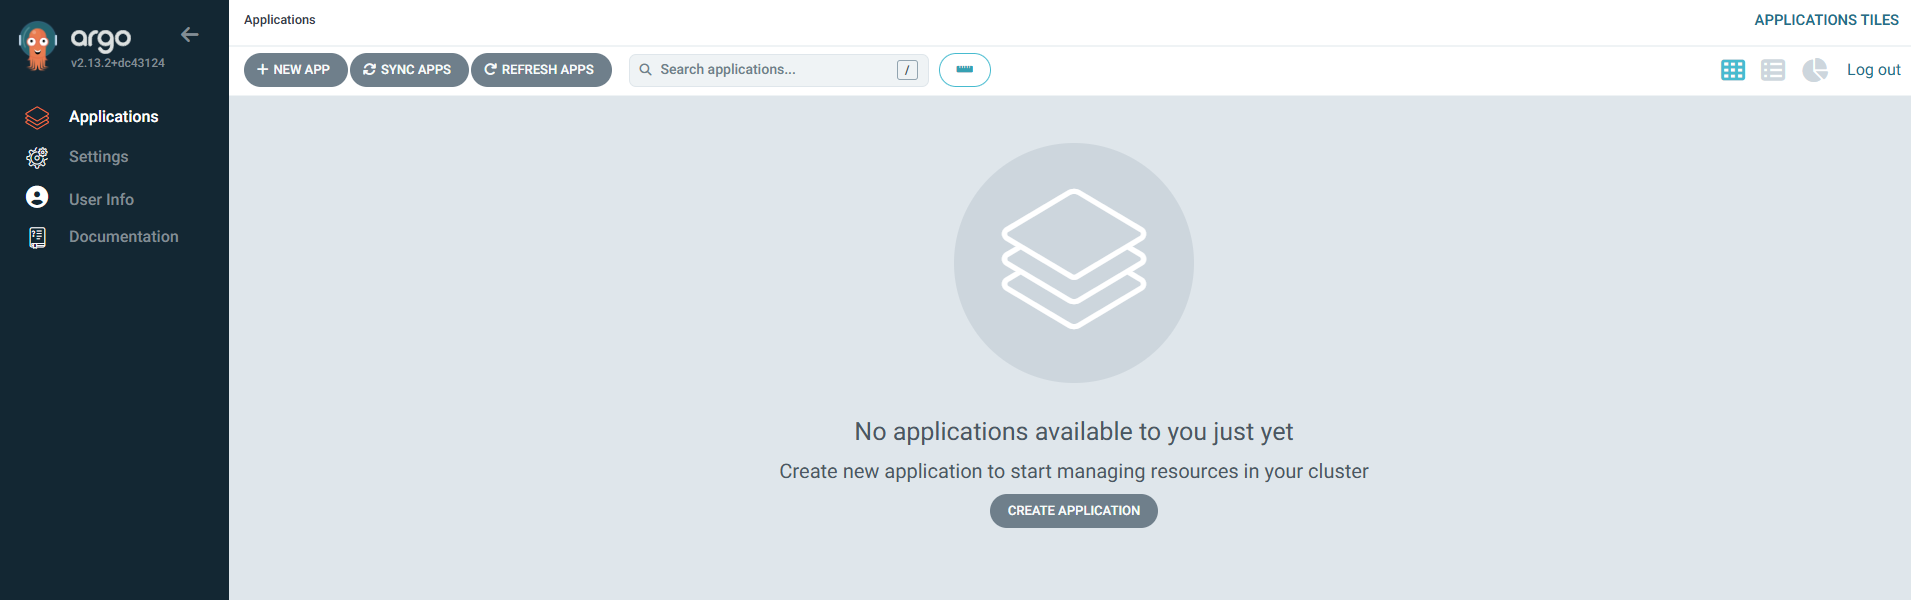 argo
v2.13.2+dc43124
Applications
Settings
User Info
Documentation
Applications
APPLICATIONS TILES
NEW APP
SYNC APPS
REFRESH APPS
Search applications...
/
Log out
No applications available to you just yet
Create new application to start managing resources in your cluster
CREATE APPLICATION